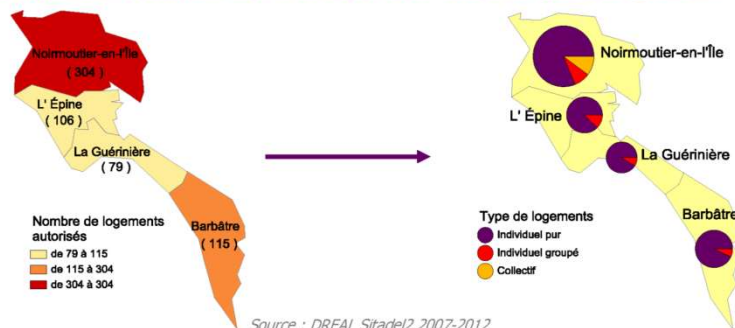 Noirmoutier-en-l'Île
( 304 )
L' Épine
( 106 )
La Guérinière
( 79 )
Barbâtre
( 115 )
Nombre de logements
autorisés
de 79 à 115
de 115 à 304
de 304 à 304
Noirmoutier-en-l'Île
L' Épine
La Guérinière
Barbâtre
Type de logements
Individuel pur
Individuel groupé
Collectif
Source : DREAL Sitadel2 2007-2012